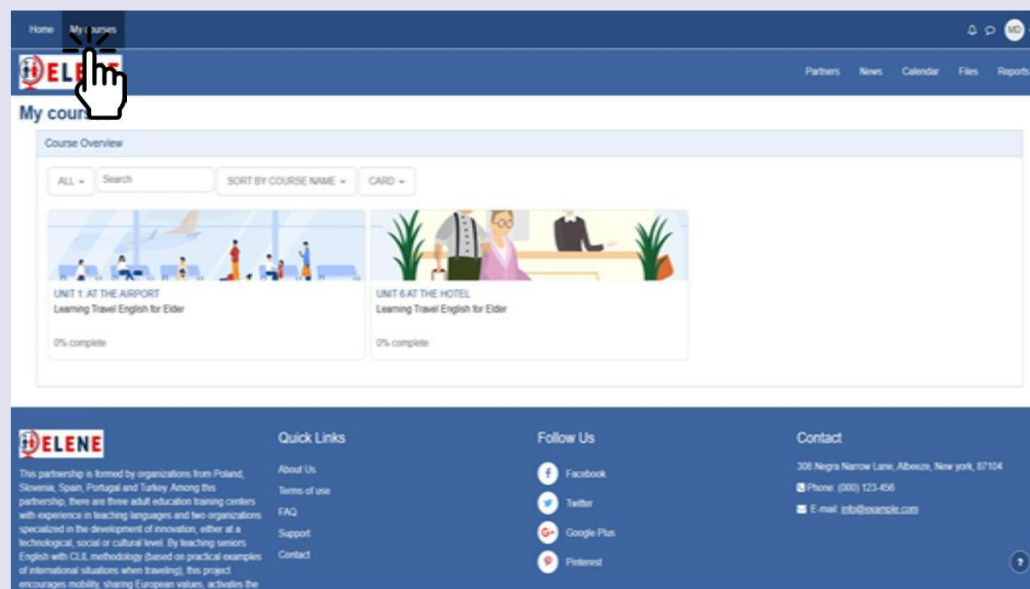 Home My courses
MD
ELENE
Partners News Calendar Files Reports
My cour
Course Overview
ALL
Search
SORT BY COURSE NAME
CARD
UNIT 1: AT THE AIRPORT
Learning Travel English for Elder
0% complete
UNIT 6 AT THE HOTEL
Learning Travel English for Elder
0% complete
ELENE
This partnership is formed by organizations from Poland,
Slovenia, Spain, Portugal and Turkey. Among this
partnership, there are three adult education training centers
with experience in teaching languages and two organizations
specialized in the development of innovation, either at a
technological, social or cultural level. By teaching seniors
English with CLIL methodology (based on practical examples
of international situations when traveling), this project
encourages mobility, sharing European values, activates the
Quick Links
About Us
Terms of use
FAQ
Support
Contact
Follow Us
Facebook
Twitter
G+ Google Plus
Pinterest
Contact
308 Negra Narrow Lane, Albeeze, New york, 87104
Phone: (000) 123-456
E-mail: info@example.com
?